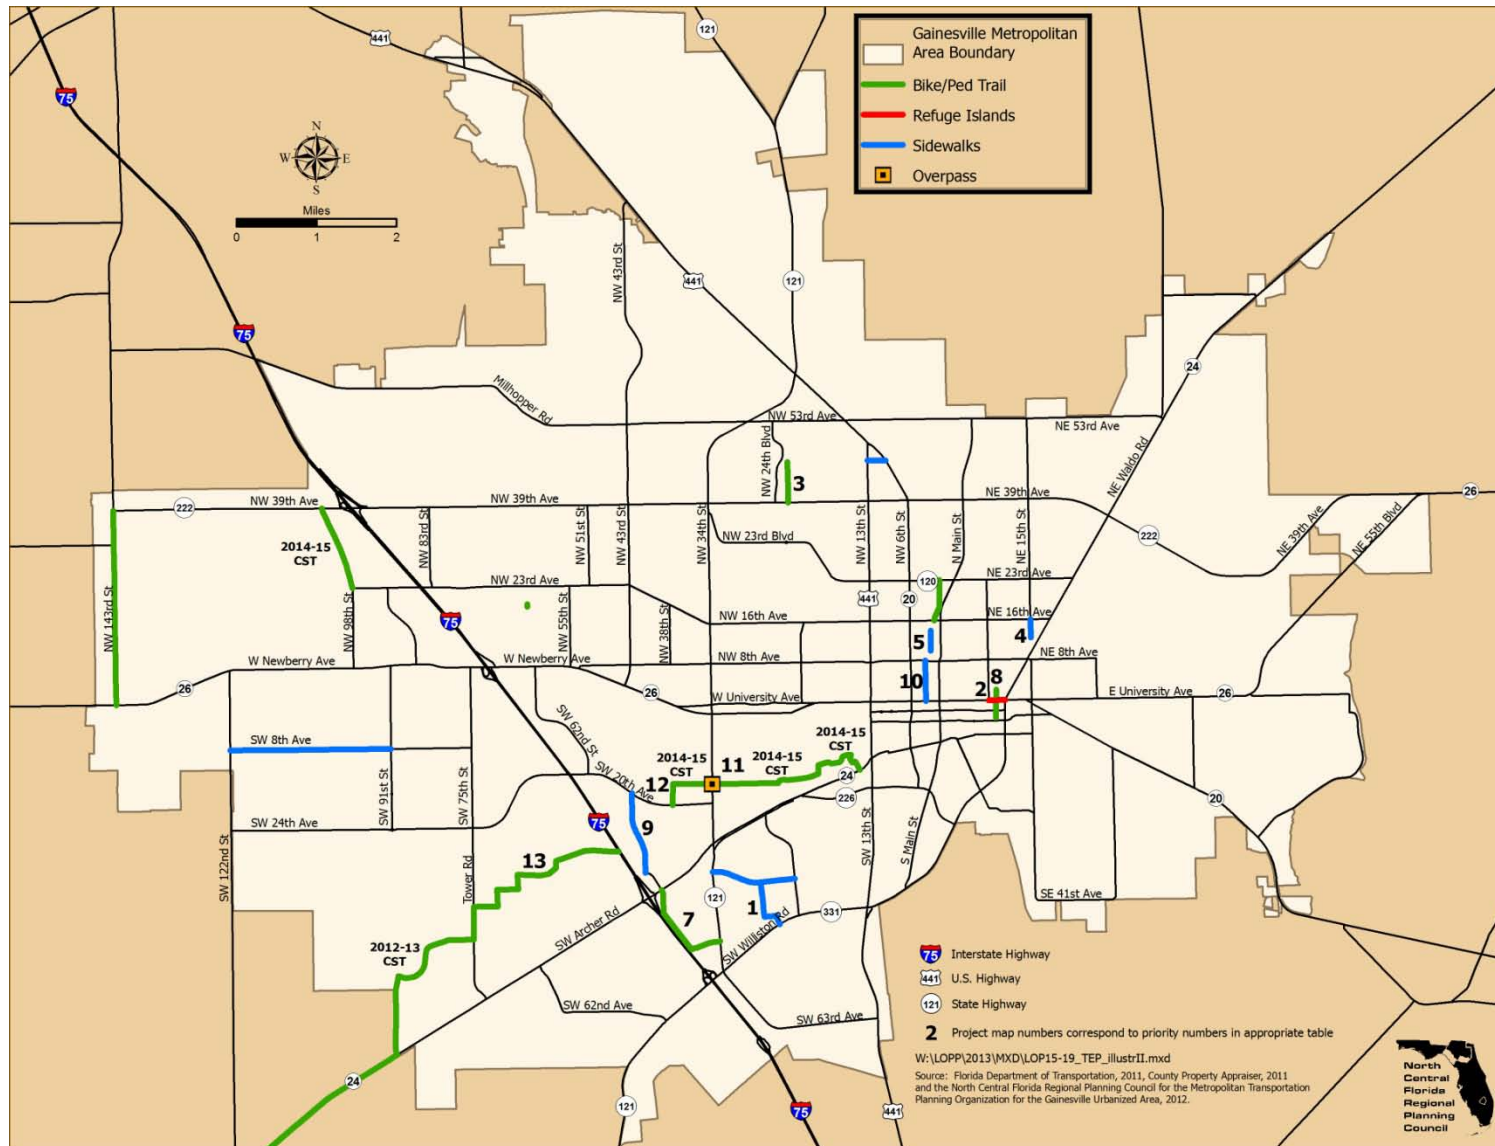 Gainesville Metropolitan
Area Boundary
Bike/Ped Trail
Refuge Islands
Sidewalks
Overpass
441
121
75
N
W E
S
Miles
0 1 2
75
NW 43rd St
441
121
24
Millhopper Rd
NW 53rd Ave
NE 53rd Ave
NW 24th Blvd
NE Waldo Rd
3
NW 39th Ave
222
NW 39th Ave
NE 39th Ave
26
NW 83rd St
NW 51st St
NW 43rd St
NW 34th St
NW 23rd Blvd
NW 13th St
NW 6th St
N Main St
NE 15th St
222
NE 39th Ave
NE 55th Blvd
2014-15
CST
NW 23rd Ave
120
NE 23rd Ave
NW 143rd St
NW 98th St
75
NW 55th St
NW 38th St
NW 16th Ave
441
20
NE 16th Ave
5
4
W Newberry Ave
W Newberry Ave
NW 8th Ave
NE 8th Ave
26
26
W University Ave
10
2
8
E University Ave
26
SW 8th Ave
SW 62nd St
2014-15
CST
2014-15
CST
2014-15
CST
11
12
SW 20th Ave
24
226
20
SW 91st St
SW 75th St
SW 24th Ave
75
9
SW 122nd St
Tower Rd
13
SW 13th St
S Main St
SE 41st Ave
121
1
331
SW Archer Rd
7
SW Williston Rd
2012-13
CST
SW 62nd Ave
SW 63rd Ave
24
121
75
441
75 Interstate Highway
441 U.S. Highway
121 State Highway
2 Project map numbers correspond to priority numbers in appropriate table
W:\LOPP\2013\MXD\LOP15-19_TEP_illustrII.mxd
Source: Florida Department of Transportation, 2011, County Property Appraiser, 2011
and the North Central Florida Regional Planning Council for the Metropolitan Transportation
Planning Organization for the Gainesville Urbanized Area, 2012.
North
Central
Florida
Regional
Planning
Council